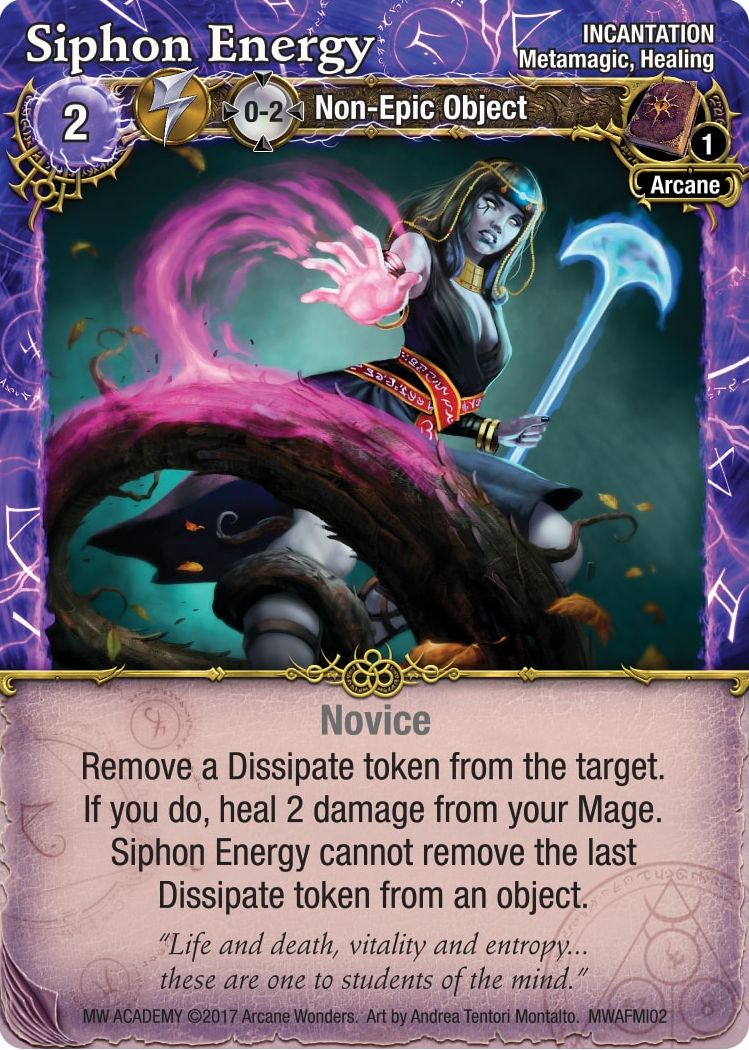 Siphon Energy
INCANTATION
Metamagic, Healing
2
0-2
Non-Epic Object
1
Arcane
Novice
Remove a Dissipate token from the target.
If you do, heal 2 damage from your Mage.
Siphon Energy cannot remove the last
Dissipate token from an object.
“Life and death, vitality and entropy...
these are one to students of the mind.”
MW ACADEMY ©2017 Arcane Wonders. Art by Andrea Tentori Montalto. MWAFMI02